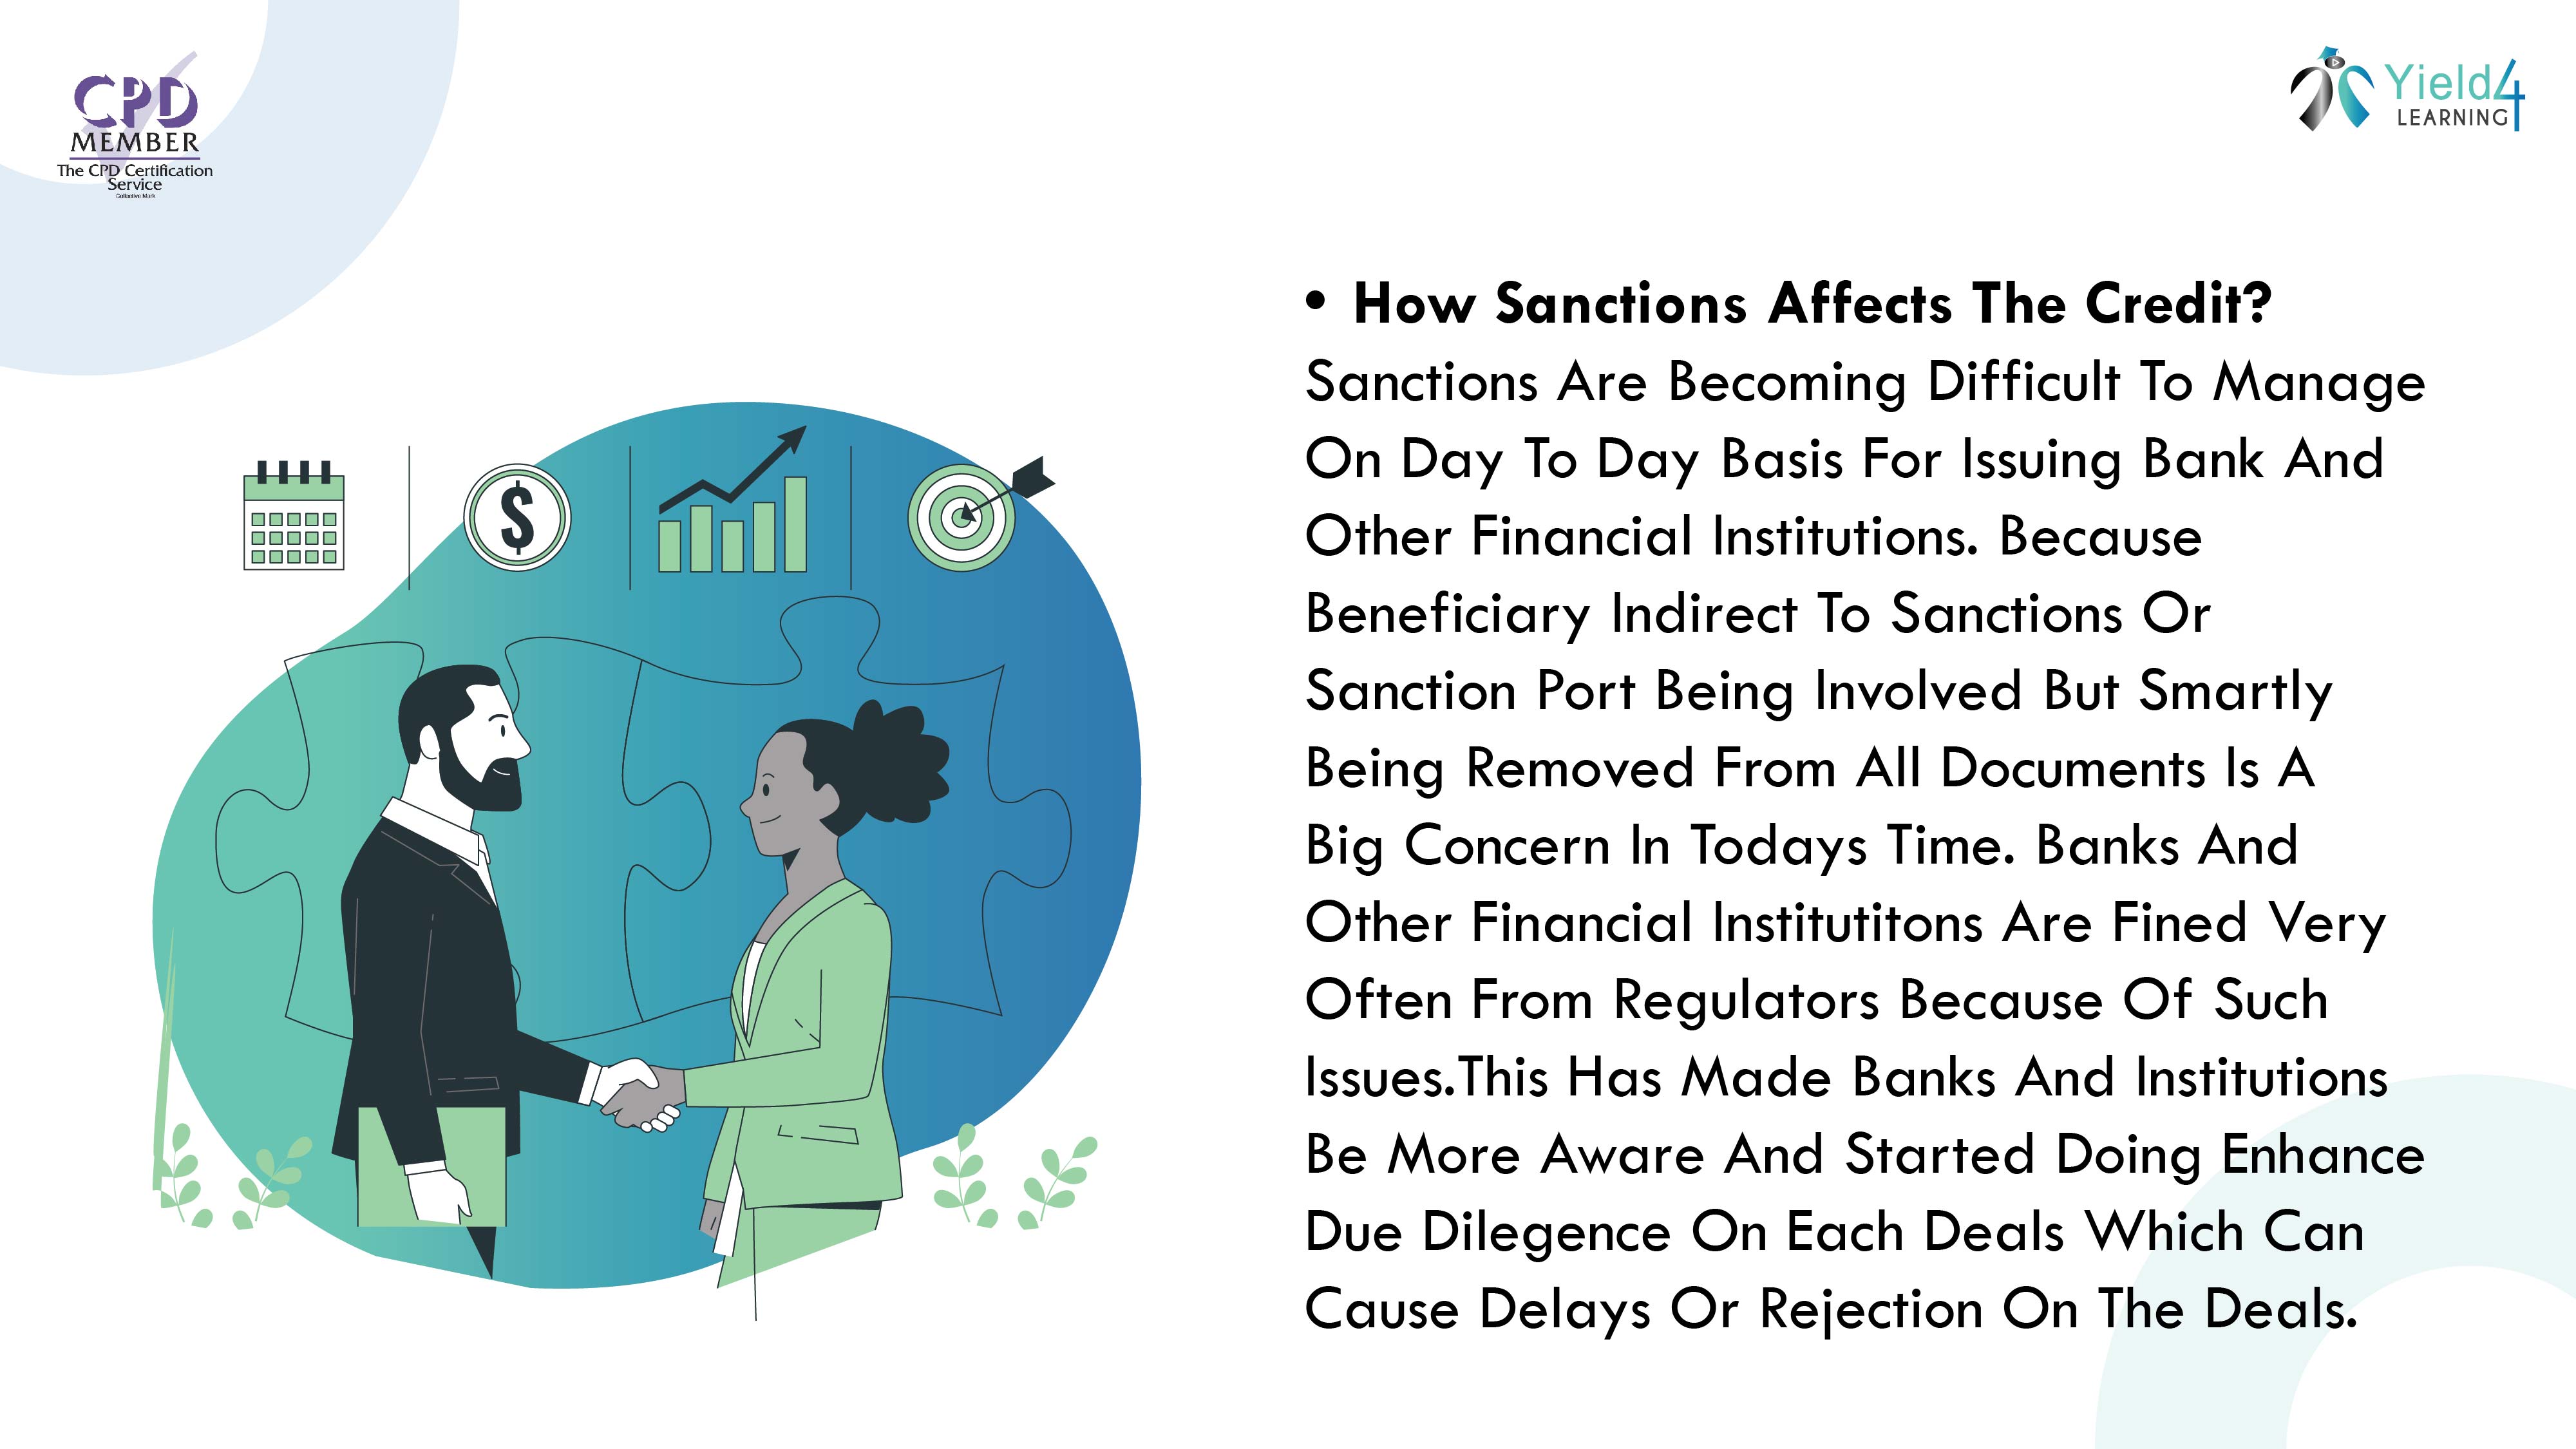 CPD
MEMBER
The CPD Certification
Service
Collective Mark
Yield4
LEARNING
$
• How Sanctions Affects The Credit?
Sanctions Are Becoming Difficult To Manage
On Day To Day Basis For Issuing Bank And
Other Financial Institutions. Because
Beneficiary Indirect To Sanctions Or
Sanction Port Being Involved But Smartly
Being Removed From All Documents Is A
Big Concern In Todays Time. Banks And
Other Financial Institutitons Are Fined Very
Often From Regulators Because Of Such
Issues.This Has Made Banks And Institutions
Be More Aware And Started Doing Enhance
Due Dilegence On Each Deals Which Can
Cause Delays Or Rejection On The Deals.